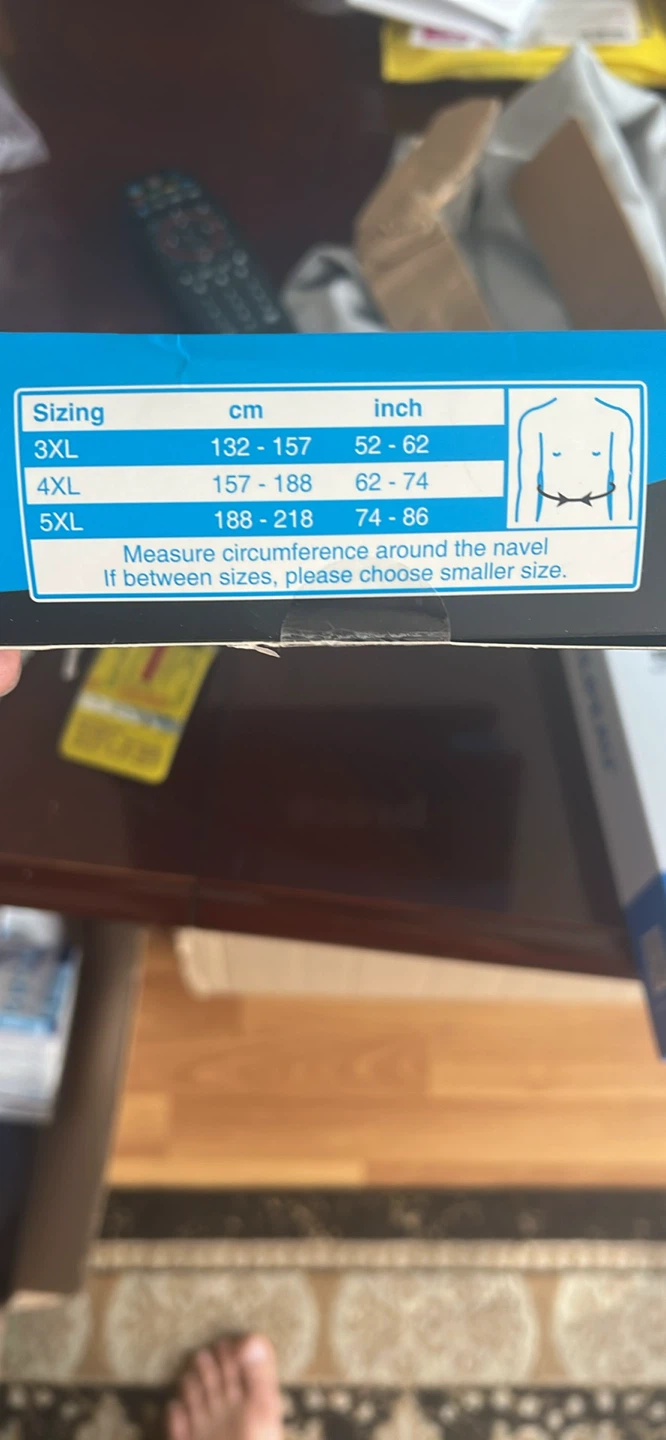 Sizing cm inch
3XL 132 - 157 52 - 62
4XL 157 - 188 62 - 74
5XL 188 - 218 74 - 86
Measure circumference around the navel
If between sizes, please choose smaller size.